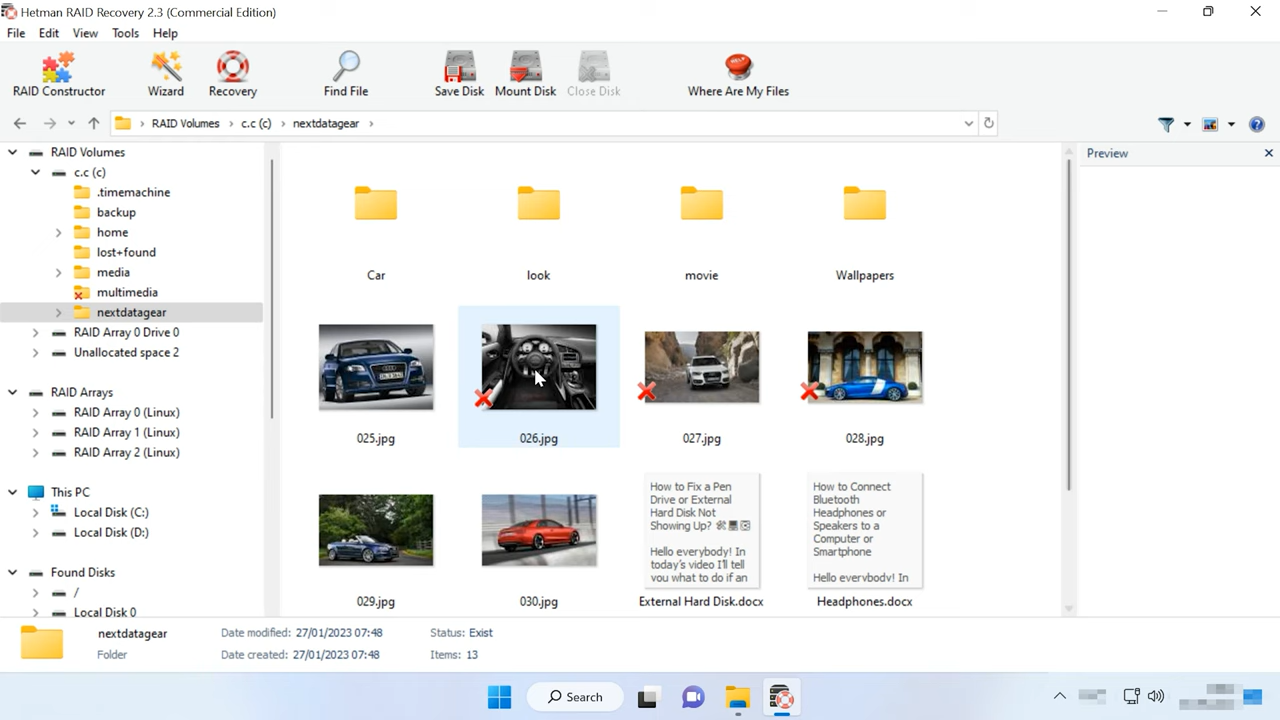 Hetman RAID Recovery 2.3 (Commercial Edition)
File Edit View Tools Help
RAID Constructor Wizard Recovery Find File Save Disk Mount Disk Close Disk Where Are My Files
RAID Volumes c.c (c) nextdatagear
Preview
RAID Volumes
c.c (c)
.timemachine
backup
home
lost+found
media
multimedia
nextdatagear
RAID Array 0 Drive 0
Unallocated space 2
RAID Arrays
RAID Array 0 (Linux)
RAID Array 1 (Linux)
RAID Array 2 (Linux)
This PC
Local Disk (C:)
Local Disk (D:)
Found Disks
/
Local Disk 0
Car look movie Wallpapers
025.jpg 026.jpg 027.jpg 028.jpg
How to Fix a Pen
Drive or External
Hard Disk Not
Showing Up? 🛠💻
Hello everybody! In
today's video I'll tell
you what to do if an
How to Connect
Bluetooth
Headphones or
Speakers to a
Computer or
Smartphone
Hello everybody! In
029.jpg 030.jpg External Hard Disk.docx Headphones.docx
nextdatagear
Folder
Date modified: 27/01/2023 07:48
Date created: 27/01/2023 07:48
Status: Exist
Items: 13
Search